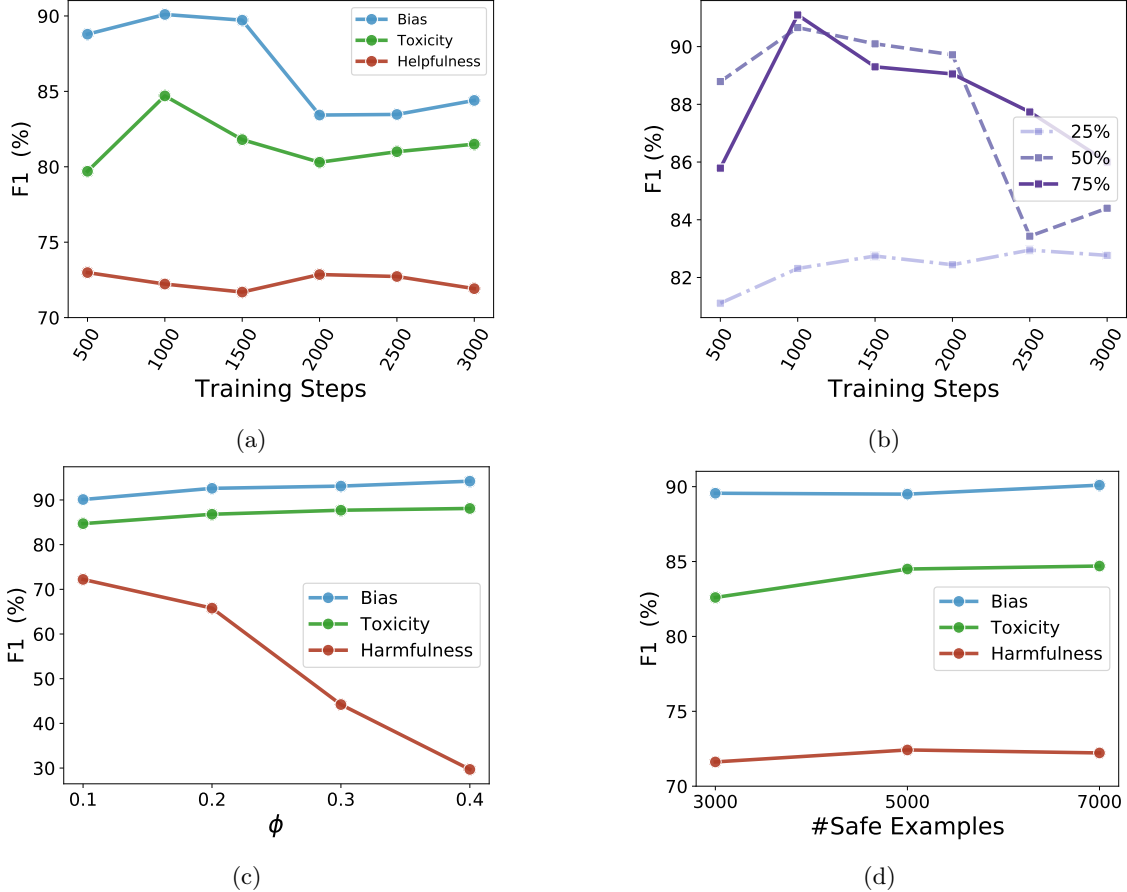 90
85
80
75
70
F1 (%)
Bias
Toxicity
Helpfulness
500
1000
1500
2000
2500
3000
Training Steps
(a)
90
88
86
84
82
F1 (%)
25%
50%
75%
500
1000
1500
2000
2500
3000
Training Steps
(b)
90
80
70
60
50
40
30
F1 (%)
Bias
Toxicity
Harmfulness
0.1 0.2 0.3 0.4
ϕ
(c)
90
85
80
75
70
F1 (%)
Bias
Toxicity
Harmfulness
3000 5000 7000
#Safe Examples
(d)